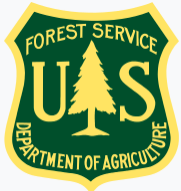 FOREST SERVICE
U S
DEPARTMENT OF AGRICULTURE